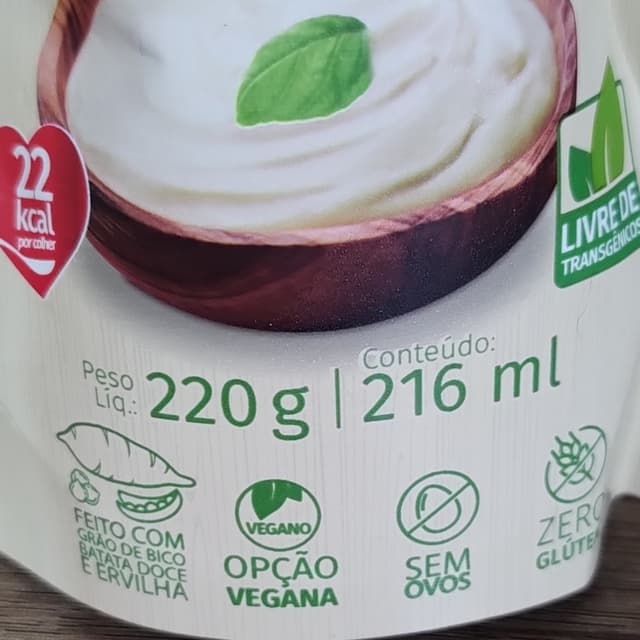 22
kcal
por colher
LIVRE DE
TRANSGÊNICOS
Peso
Líq.: 220 g
Conteúdo:
216 ml
FEITO COM
GRÃO DE BICO
BATATA DOCE
E ERVILHA
VEGANO
OPÇÃO
VEGANA
SEM
OVOS
ZERO
GLÚTEN